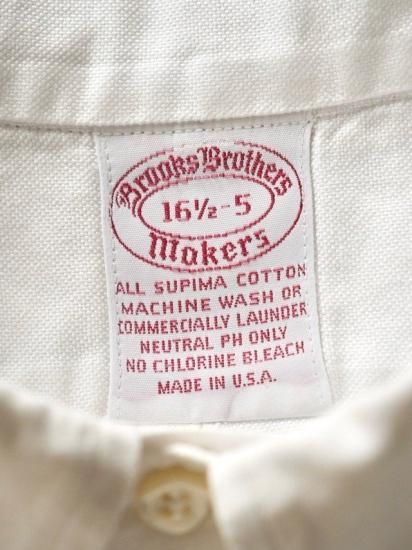 Brooks Brothers
16½-5
Makers
ALL SUPIMA COTTON
MACHINE WASH OR
COMMERCIALLY LAUNDER
NEUTRAL PH ONLY
NO CHLORINE BLEACH
MADE IN U.S.A.